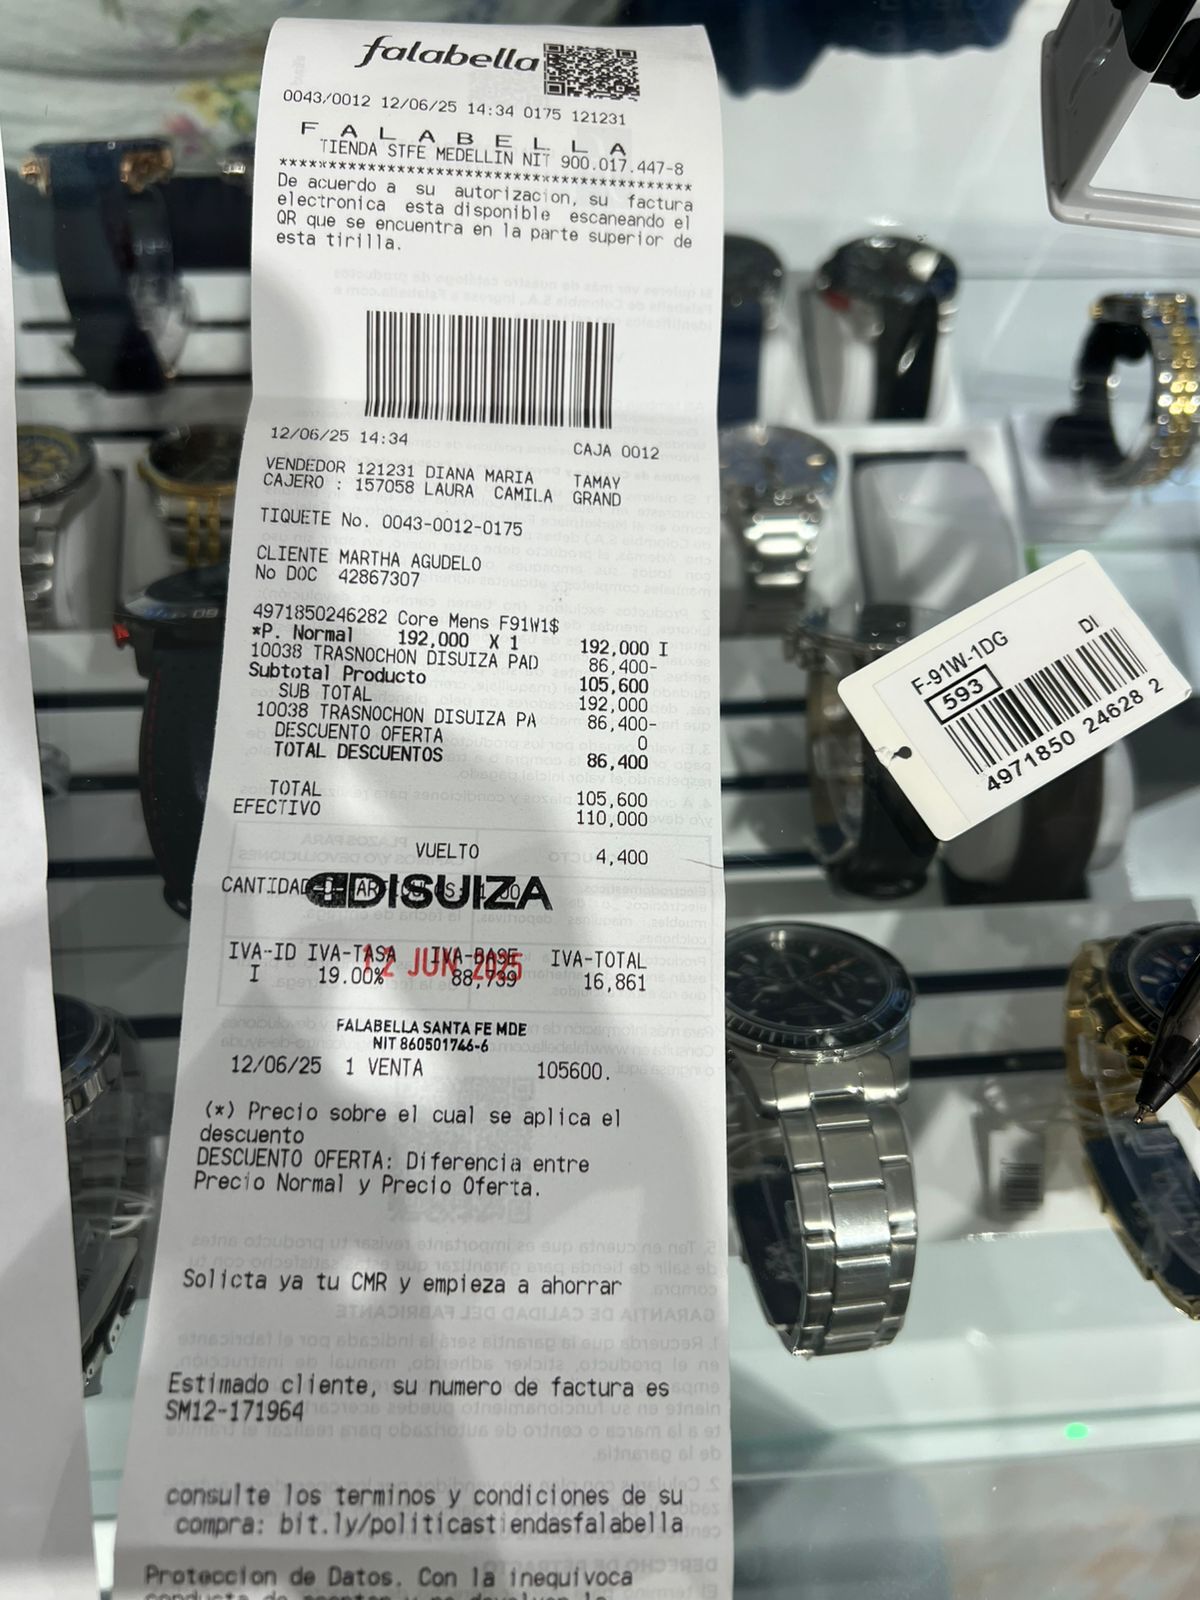 falabella
0043/0012 12/06/25 14:34 0175 121231
F A L A B E L L A
TIENDA STFE MEDELLIN NIT 900.017.447-8
****************************************
De acuerdo a su autorizacion, su factura
electronica esta disponible escaneando el
QR que se encuentra en la parte superior de
esta tirilla.
12/06/25 14:34 CAJA 0012
VENDEDOR 121231 DIANA MARIA TAMAY
CAJERO : 157058 LAURA CAMILA GRAND
TIQUETE No. 0043-0012-0175
CLIENTE MARTHA AGUDELO
No DOC 42867307
4971850246282 Core Mens F91W1$
*P. Normal 192,000 X 1 192,000 I
10038 TRASNOCHON DISUIZA PAD 86,400-
Subtotal Producto 105,600
SUB TOTAL 192,000
10038 TRASNOCHON DISUIZA PA 86,400-
DESCUENTO OFERTA 0
TOTAL DESCUENTOS 86,400
TOTAL 105,600
EFECTIVO 110,000
VUELTO 4,400
CANTIDAD
DISUIZA
IVA-ID IVA-TASA IVA-BASE IVA-TOTAL
I 19.00% 88,739 16,861
12 JUN 2025
FALABELLA SANTA FE MDE
NIT 860501746-6
12/06/25 1 VENTA 105600.
(*) Precio sobre el cual se aplica el
descuento
DESCUENTO OFERTA: Diferencia entre
Precio Normal y Precio Oferta.
Solicta ya tu CMR y empieza a ahorrar
Estimado cliente, su numero de factura es
SM12-171964
consulte los terminos y condiciones de su
compra: bit.ly/politicastiendasfalabella
Proteccion de Datos. Con la inequivoca
F-91W-1DG
DI
593
4971850 24628 2